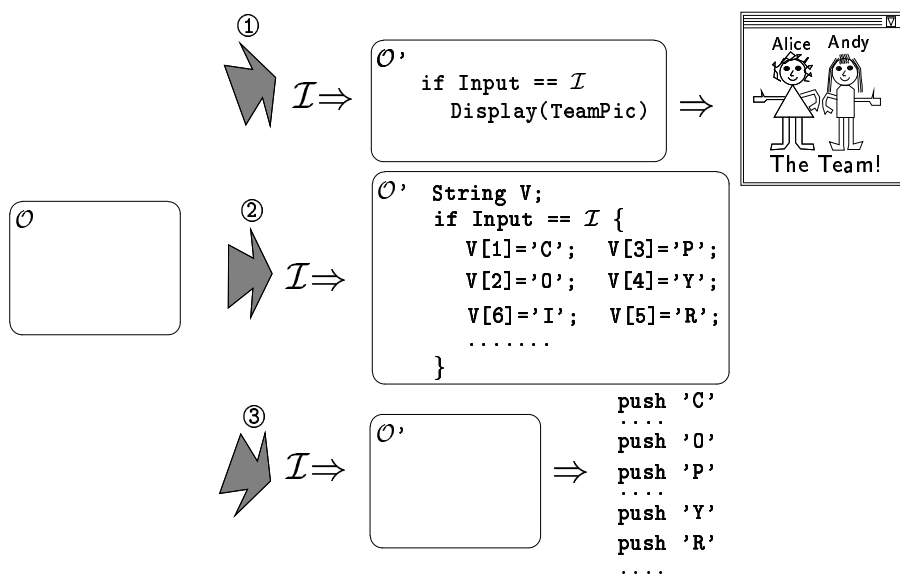 ①
𝓘⇒
𝒪'
if Input == 𝓘
Display(TeamPic)
⇒
V
Alice Andy
The Team!
𝒪
②
𝓘⇒
𝒪'
String V;
if Input == 𝓘 {
V[1]='C'; V[3]='P';
V[2]='O'; V[4]='Y';
V[6]='I'; V[5]='R';
.......
}
③
𝓘⇒
𝒪'
⇒
push 'C'
....
push 'O'
push 'P'
....
push 'Y'
push 'R'
....